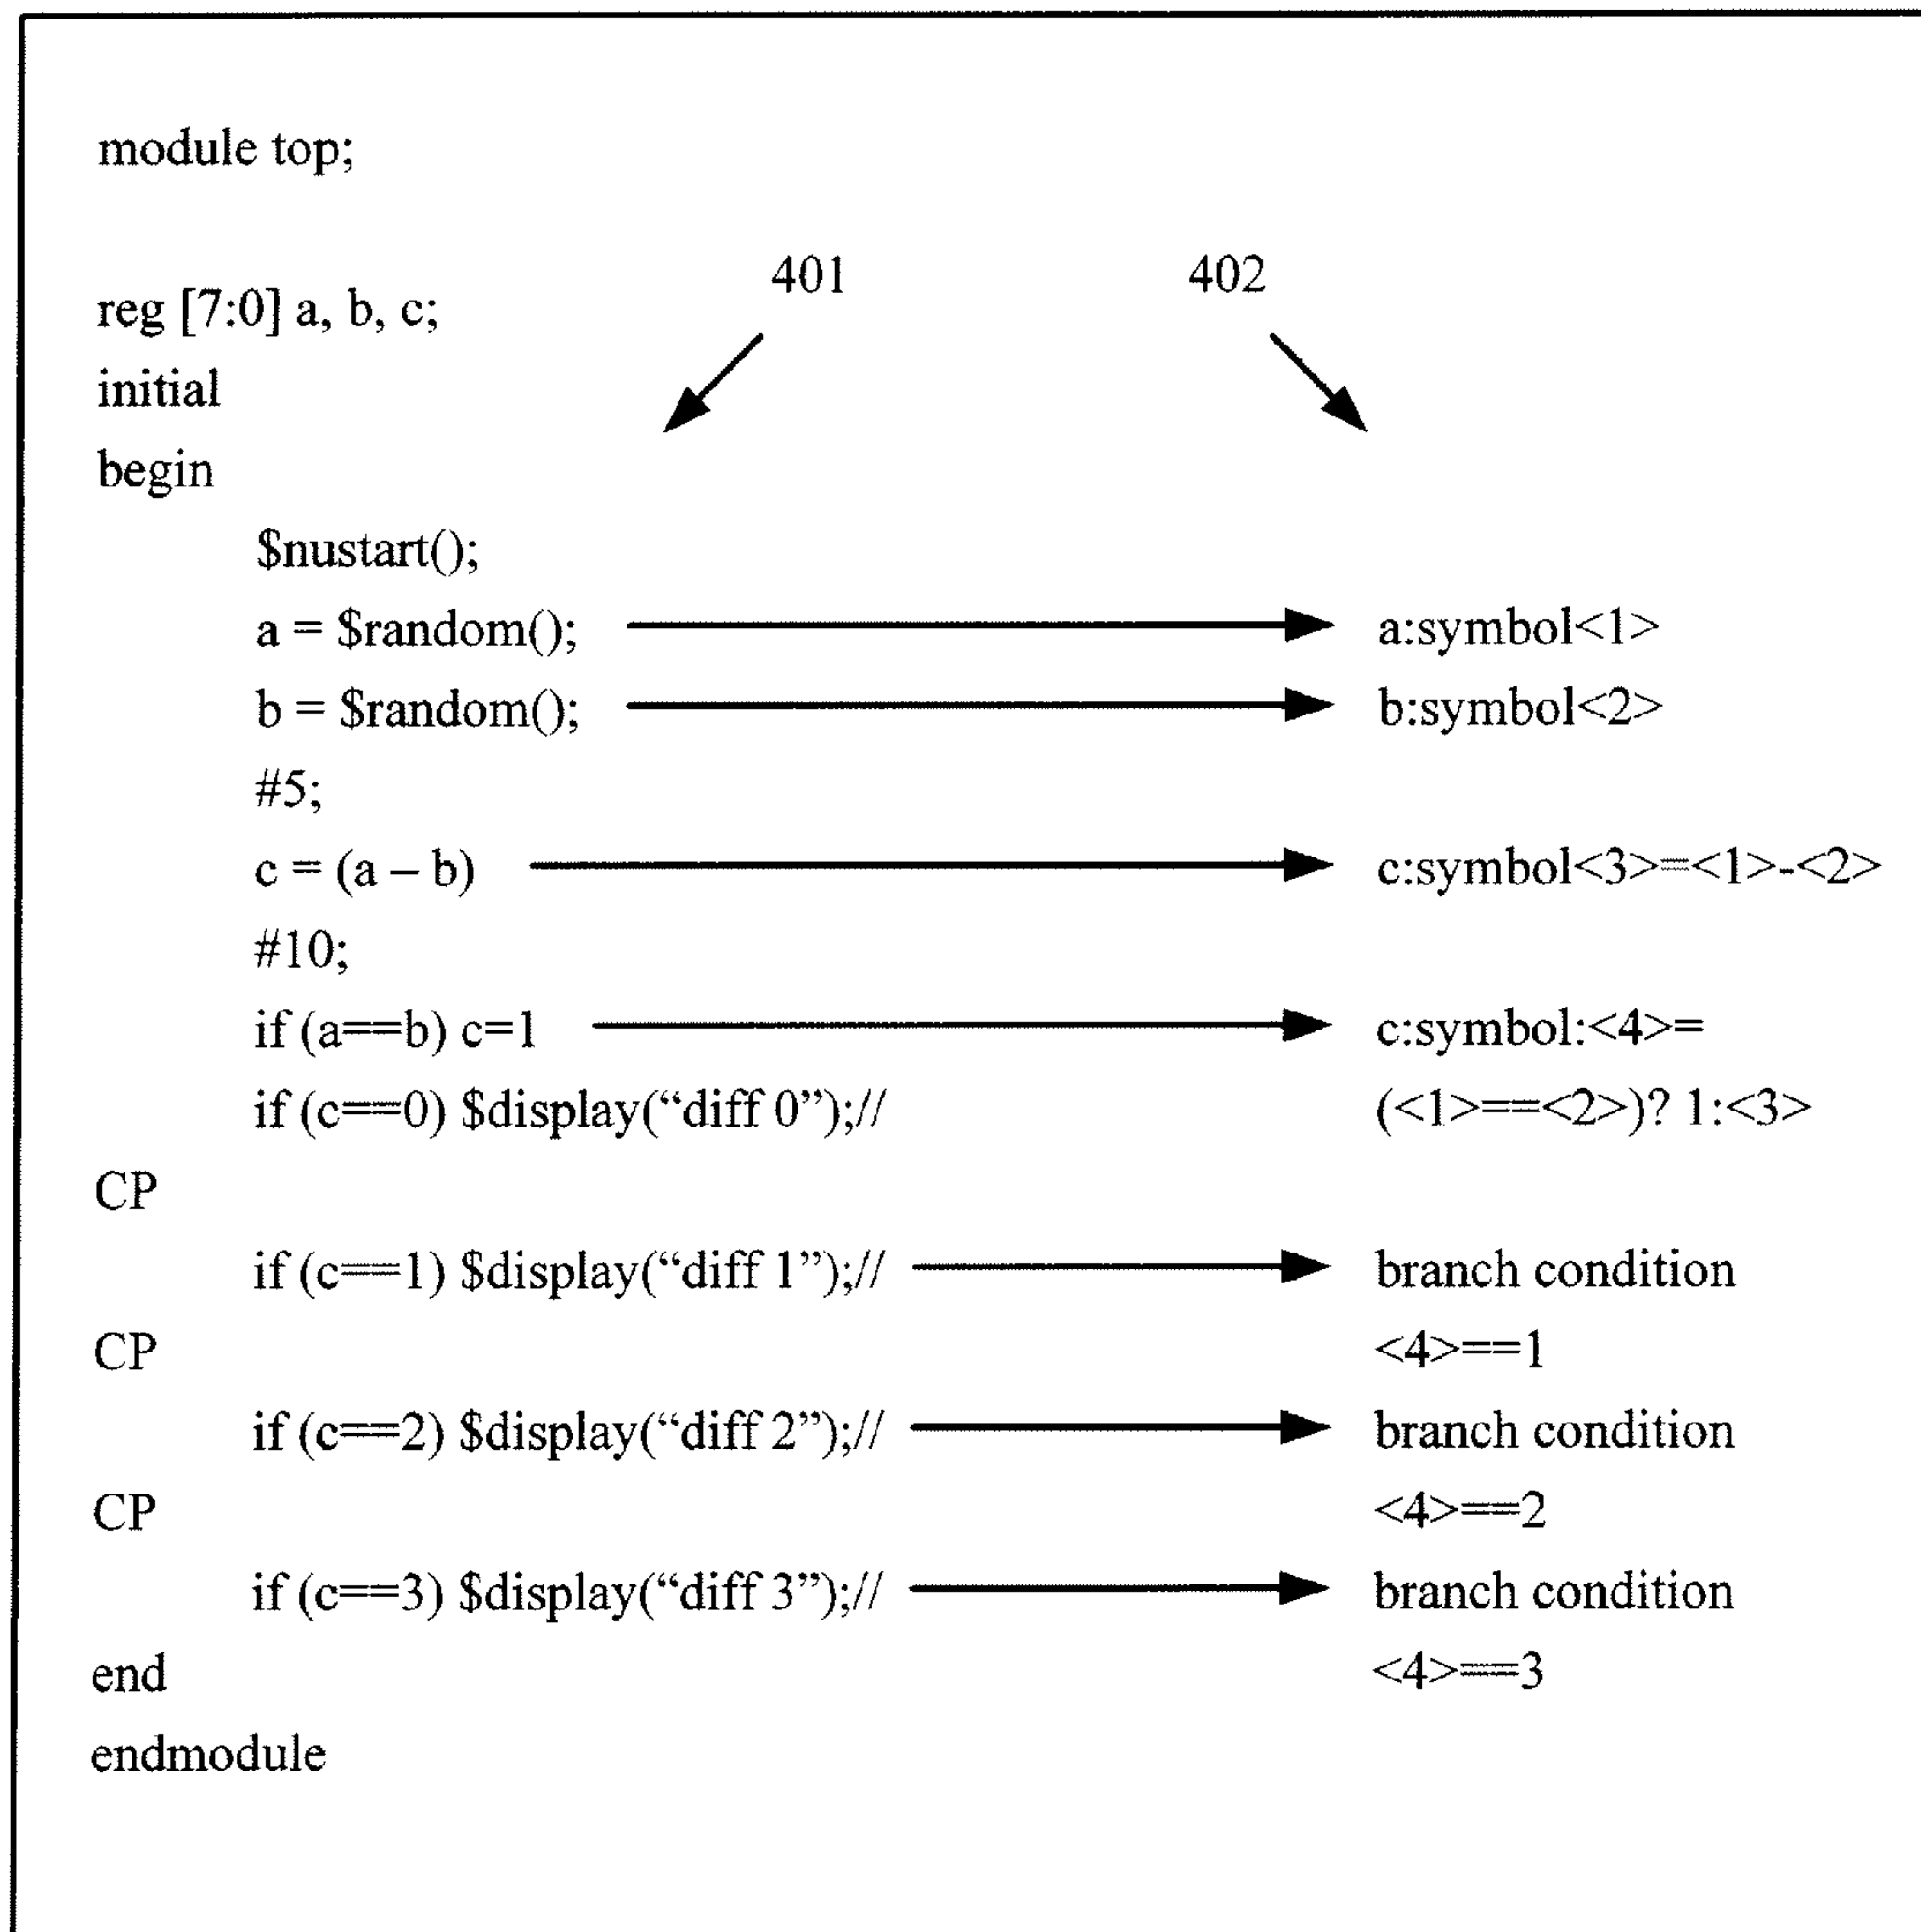 module top;
401 402
reg [7:0] a, b, c;
initial
begin
$nustart();
a = $random(); a:symbol<1>
b = $random(); b:symbol<2>
#5;
c = (a – b) c:symbol<3>=<1>-<2>
#10;
if (a==b) c=1 c:symbol:<4>=
if (c==0) $display(“diff 0”);// (<1>==<2>)? 1:<3>
CP
if (c==1) $display(“diff 1”);// branch condition
CP <4>==1
if (c==2) $display(“diff 2”);// branch condition
CP <4>==2
if (c==3) $display(“diff 3”);// branch condition
end <4>==3
endmodule